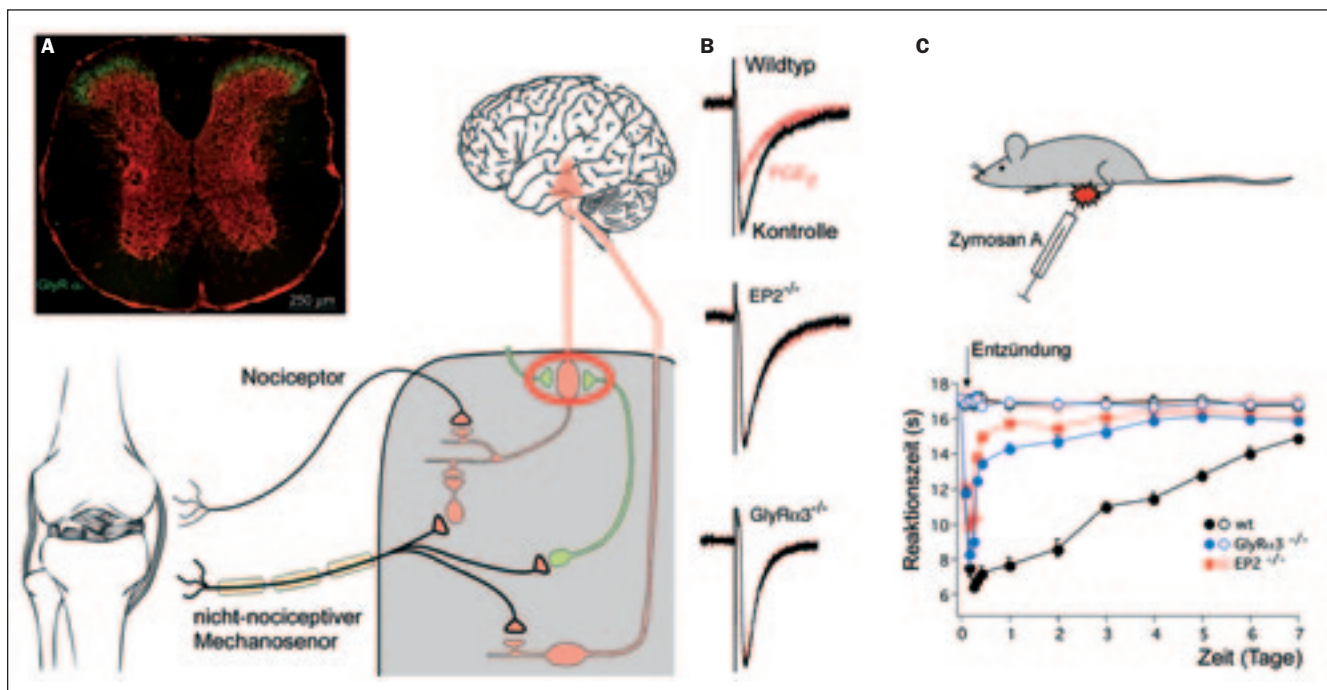 A
GlyR α
250 µm
Nociceptor
nicht-nociceptiver
Mechanosenor
B
Wildtyp
PGE2
Kontrolle
EP2-/-
GlyRα3-/-
C
Zymosan A
Entzündung
Reaktionszeit (s)
18
16
14
12
10
8
6
wt
GlyRα3 -/-
EP2 -/-
0 1 2 3 4 5 6 7
Zeit (Tage)